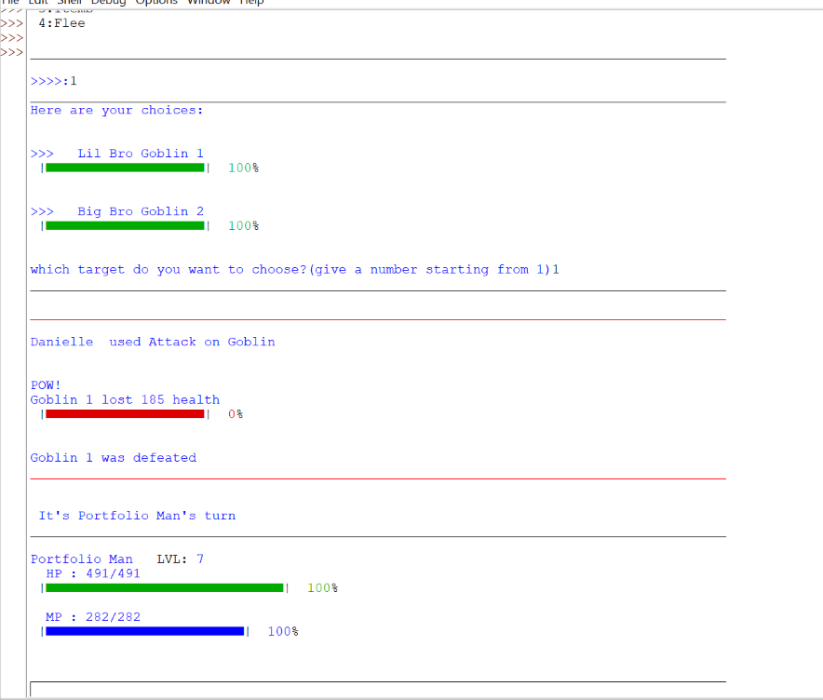 File Edit Shell Debug Options Window Help
>>> 3:Items
>>> 4:Flee
>>>
>>>
>>>>:1
Here are your choices:
>>> Lil Bro Goblin 1
| | 100%
>>> Big Bro Goblin 2
| | 100%
which target do you want to choose?(give a number starting from 1)1
Danielle  used Attack on Goblin
POW!
Goblin 1 lost 185 health
| | 0%
Goblin 1 was defeated
It's Portfolio Man's turn
Portfolio Man   LVL: 7
HP : 491/491
| | 100%
MP : 282/282
| | 100%